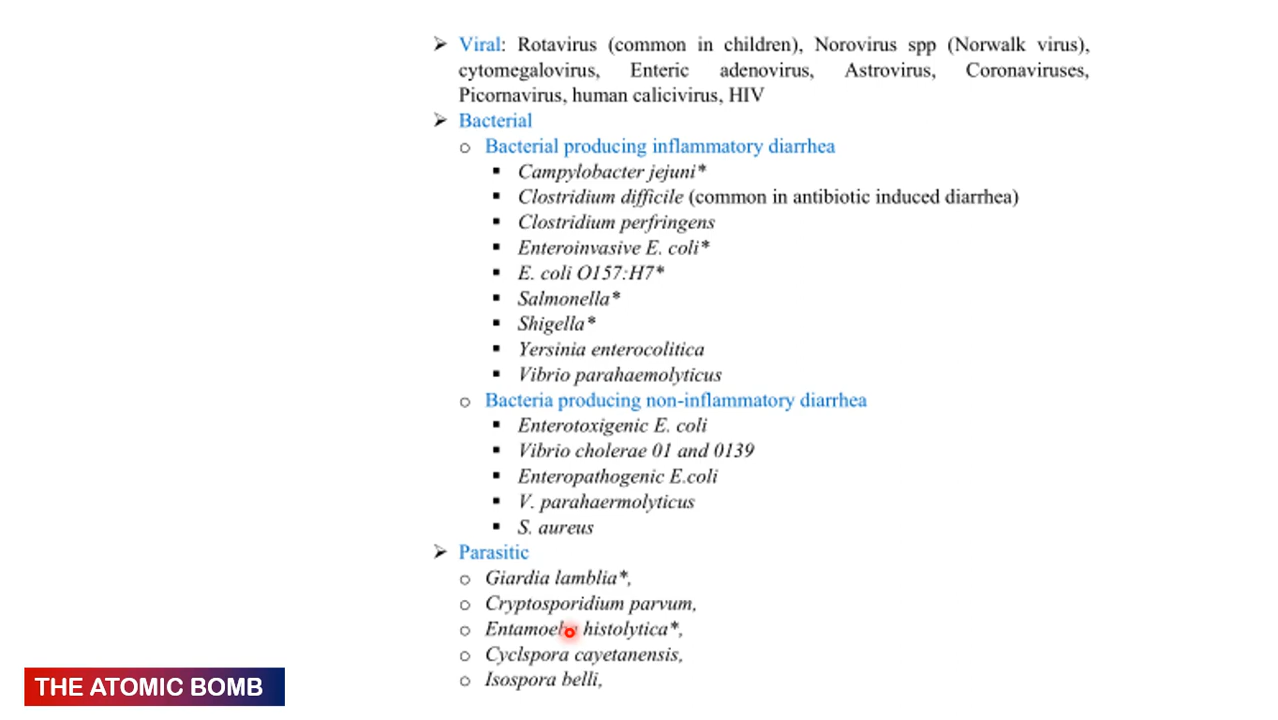 ➢ Viral: Rotavirus (common in children), Norovirus spp (Norwalk virus),
cytomegalovirus, Enteric adenovirus, Astrovirus, Coronaviruses,
Picornavirus, human calicivirus, HIV
➢ Bacterial
o Bacterial producing inflammatory diarrhea
▪ Campylobacter jejuni*
▪ Clostridium difficile (common in antibiotic induced diarrhea)
▪ Clostridium perfringens
▪ Enteroinvasive E. coli*
▪ E. coli O157:H7*
▪ Salmonella*
▪ Shigella*
▪ Yersinia enterocolitica
▪ Vibrio parahaemolyticus
o Bacteria producing non-inflammatory diarrhea
▪ Enterotoxigenic E. coli
▪ Vibrio cholerae 01 and 0139
▪ Enteropathogenic E.coli
▪ V. parahaermolyticus
▪ S. aureus
➢ Parasitic
o Giardia lamblia*,
o Cryptosporidium parvum,
o Entamoeba histolytica*,
o Cyclspora cayetanensis,
o Isospora belli,
THE ATOMIC BOMB